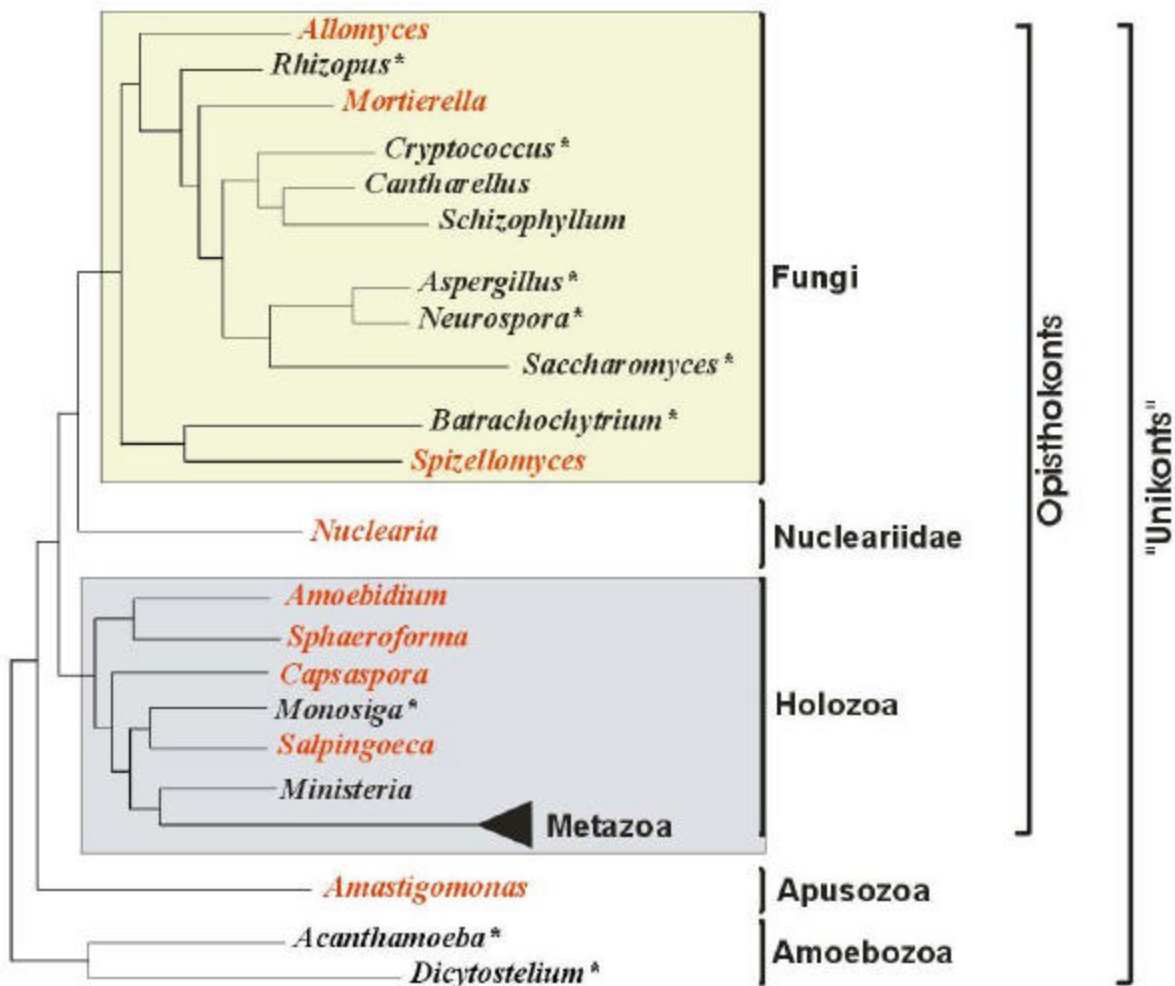 Allomyces
Rhizopus*
Mortierella
Cryptococcus*
Cantharellus
Schizophyllum
Aspergillus*
Neurospora*
Saccharomyces*
Batrachochytrium*
Spizellomyces
Fungi
Nuclearia
Nucleariidae
Amoebidium
Sphaeroforma
Capsaspora
Monosiga*
Salpingoeca
Ministeria
Metazoa
Holozoa
Amastigomonas
Apusozoa
Acanthamoeba*
Dicytostelium*
Amoebozoa
Opisthokonts
"Unikonts"